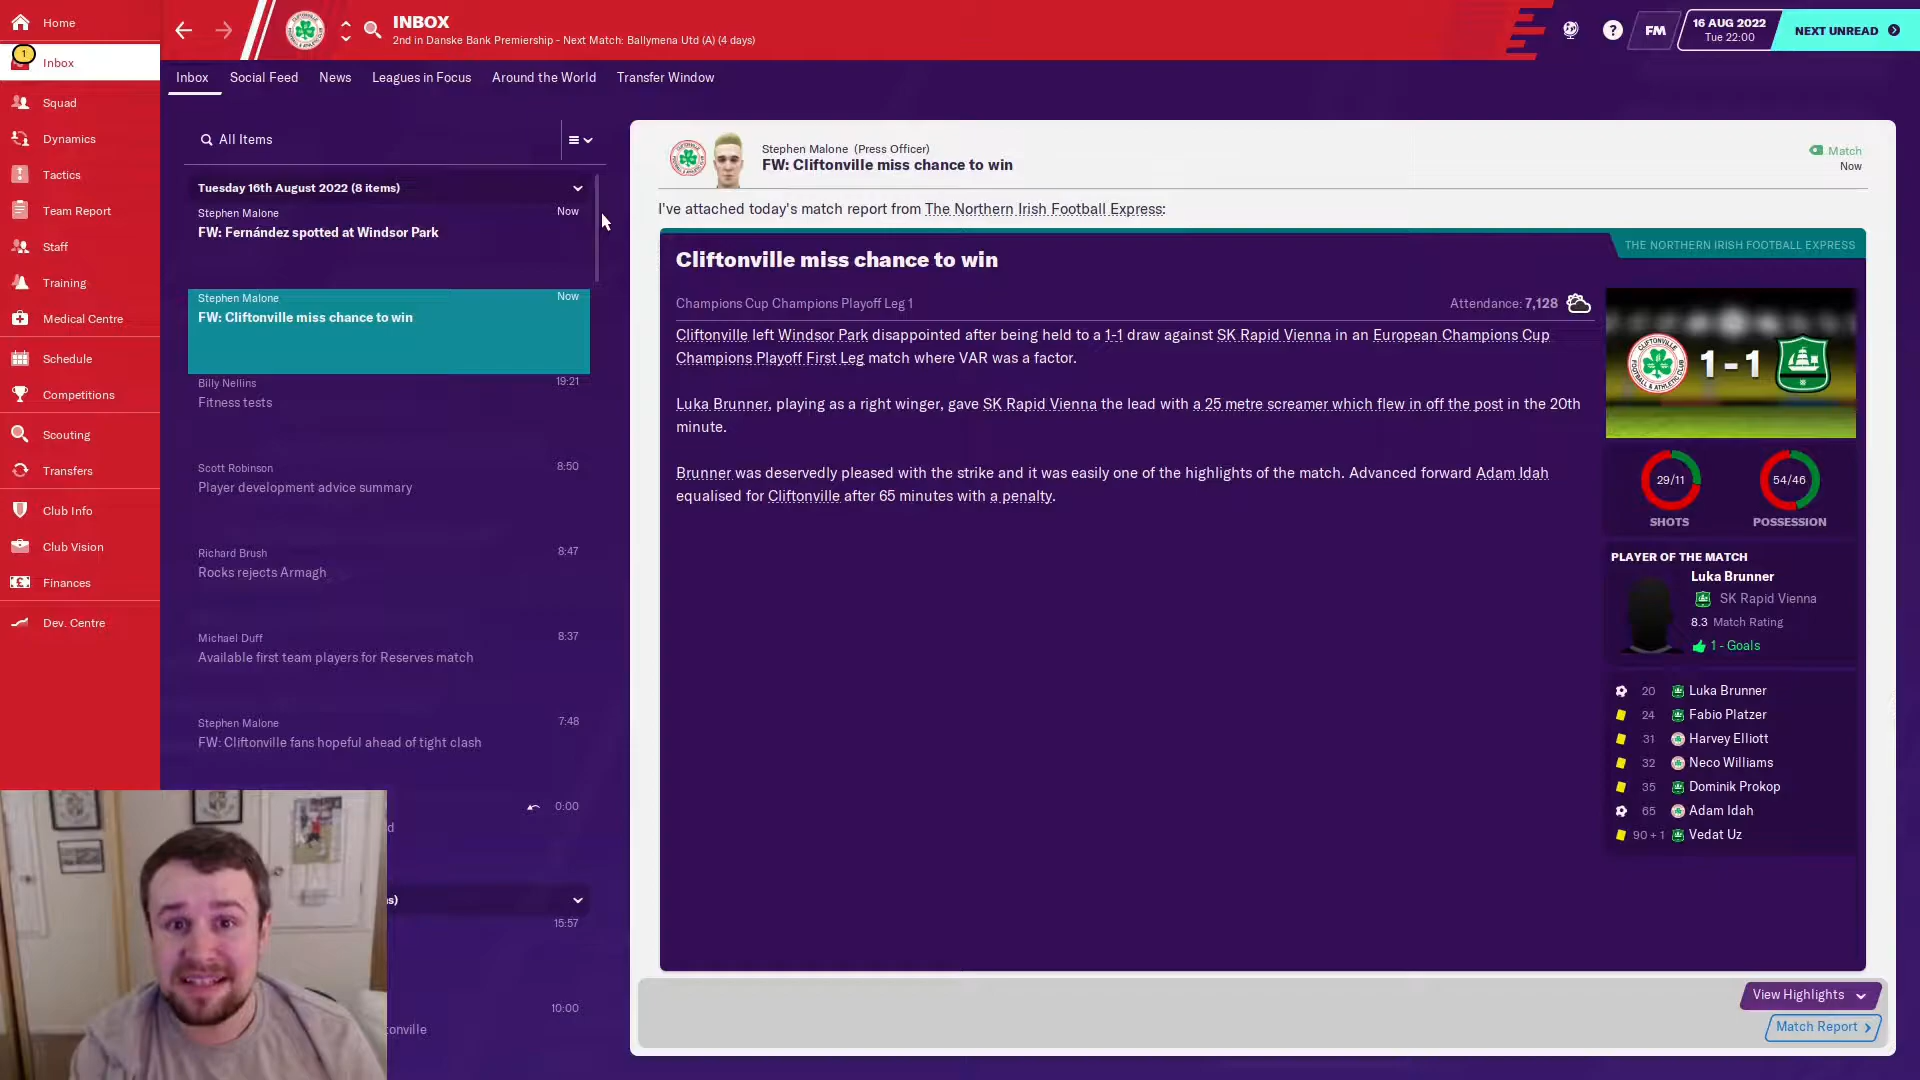 Home
1
Inbox
Squad
Dynamics
Tactics
Team Report
Staff
Training
Medical Centre
Schedule
Competitions
Scouting
Transfers
Club Info
Club Vision
Finances
Dev. Centre
INBOX
2nd in Danske Bank Premiership - Next Match: Ballymena Utd (A) (4 days)
FM
16 AUG 2022
Tue 22:00
NEXT UNREAD
Inbox Social Feed News Leagues in Focus Around the World Transfer Window
All Items
Tuesday 16th August 2022 (8 items)
Stephen Malone Now
FW: Fernández spotted at Windsor Park
Stephen Malone Now
FW: Cliftonville miss chance to win
Billy Nellins 19:21
Fitness tests
Scott Robinson 8:50
Player development advice summary
Richard Brush 8:47
Rocks rejects Armagh
Michael Duff 8:37
Available first team players for Reserves match
Stephen Malone 7:48
FW: Cliftonville fans hopeful ahead of tight clash
0:00
d
s)
15:57
10:00
tonville
Stephen Malone (Press Officer)
FW: Cliftonville miss chance to win
Match
Now
I've attached today's match report from The Northern Irish Football Express:
THE NORTHERN IRISH FOOTBALL EXPRESS
Cliftonville miss chance to win
Champions Cup Champions Playoff Leg 1 Attendance: 7,128
Cliftonville left Windsor Park disappointed after being held to a 1-1 draw against SK Rapid Vienna in an European Champions Cup
Champions Playoff First Leg match where VAR was a factor.
Luka Brunner, playing as a right winger, gave SK Rapid Vienna the lead with a 25 metre screamer which flew in off the post in the 20th
minute.
Brunner was deservedly pleased with the strike and it was easily one of the highlights of the match. Advanced forward Adam Idah
equalised for Cliftonville after 65 minutes with a penalty.
1 - 1
29/11 54/46
SHOTS POSSESSION
PLAYER OF THE MATCH
Luka Brunner
SK Rapid Vienna
8.3 Match Rating
1 - Goals
20 Luka Brunner
24 Fabio Platzer
31 Harvey Elliott
32 Neco Williams
35 Dominik Prokop
65 Adam Idah
90 + 1 Vedat Uz
View Highlights
Match Report